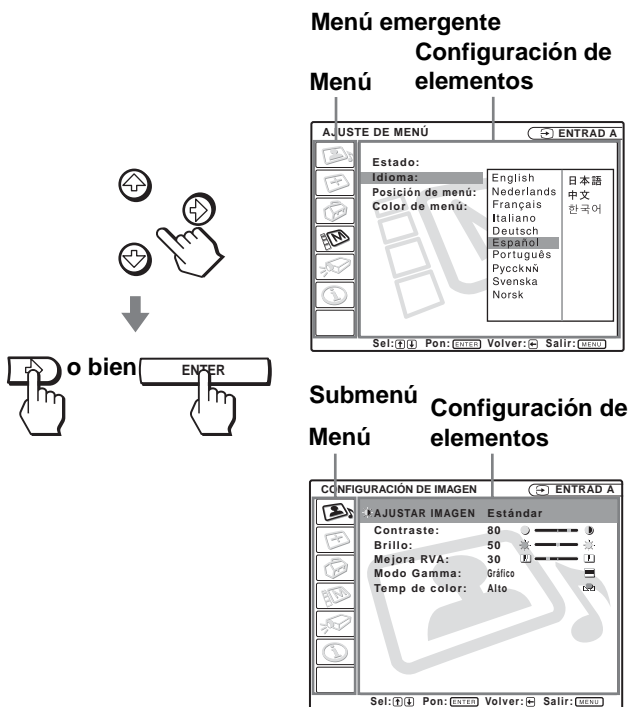 Menú emergente
Menú
Configuración de
elementos
AJUSTE DE MENÚ
ENTRAD A
Estado:
Idioma:
Posición de menú:
Color de menú:
English
Nederlands
Français
Italiano
Deutsch
Español
Português
Русский
Svenska
Norsk
日本語
中文
한국어
Sel: Pon: ENTER Volver: Salir: MENU
o bien
ENTER
Submenú
Menú
Configuración de
elementos
CONFIGURACIÓN DE IMAGEN
ENTRAD A
AJUSTAR IMAGEN Estándar
Contraste: 80
Brillo: 50
Mejora RVA: 30
Modo Gamma: Gráfico
Temp de color: Alto
Sel: Pon: ENTER Volver: Salir: MENU